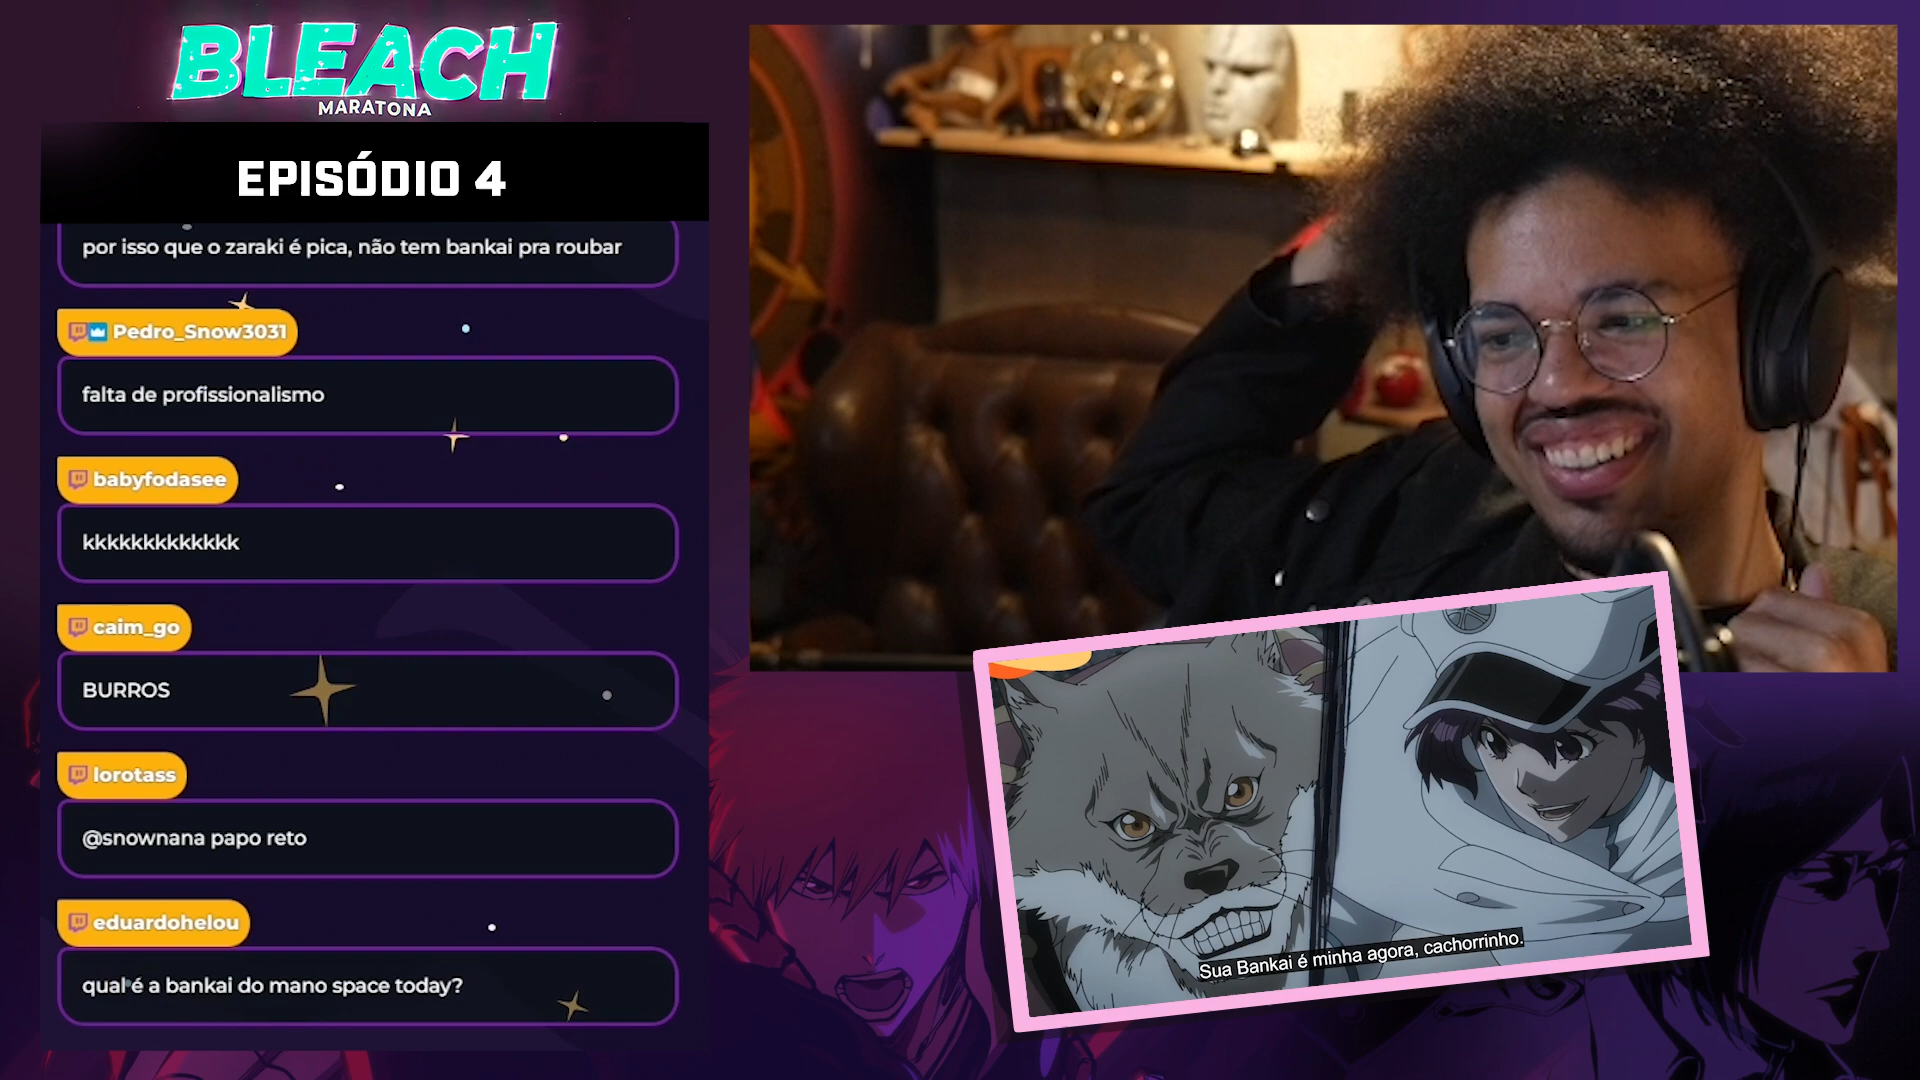 BLEACH
MARATONA
EPISÓDIO 4
por isso que o zaraki é pica, não tem bankai pra roubar
Pedro_Snow3031
falta de profissionalismo
babyfodasee
kkkkkkkkkkkkk
caim_go
BURROS
lorotass
@snownana papo reto
eduardohelou
qual é a bankai do mano space today?
Sua Bankai é minha agora, cachorrinho.